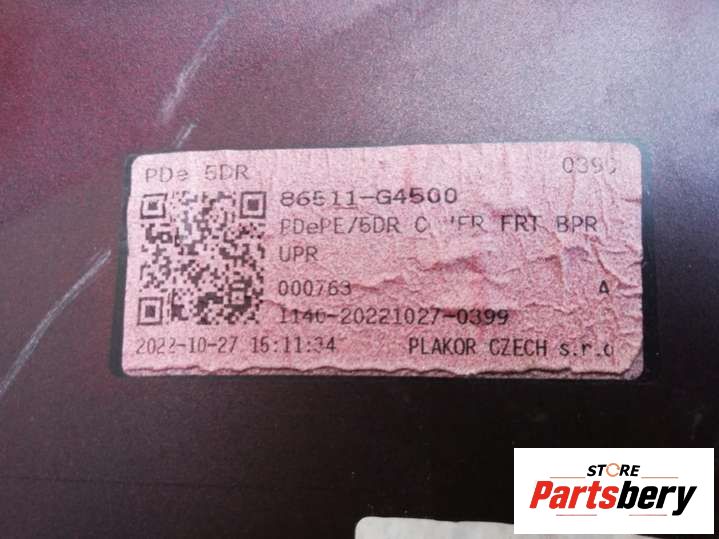 PDe 5DR
86511-G4500
PDePE/5DR FRT BPR
UPR
000763 A
1140-20221027-0399
2022-10-27 15:11:34 PLAKOR CZECH s.r.o
STORE
Partsbery